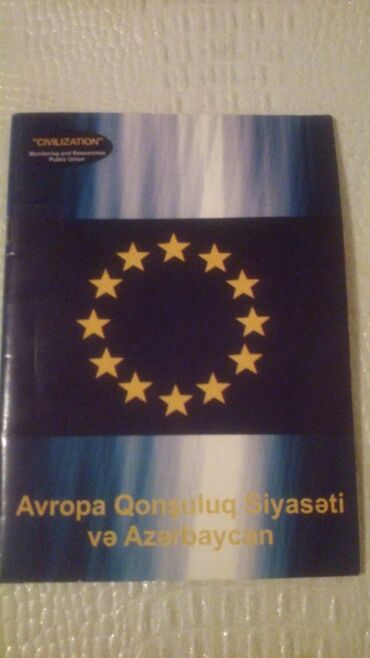 "CIVILIZATION"
Monitoring and Researches
Public Union
Avropa Qonşuluq Siyasəti
və Azərbaycan